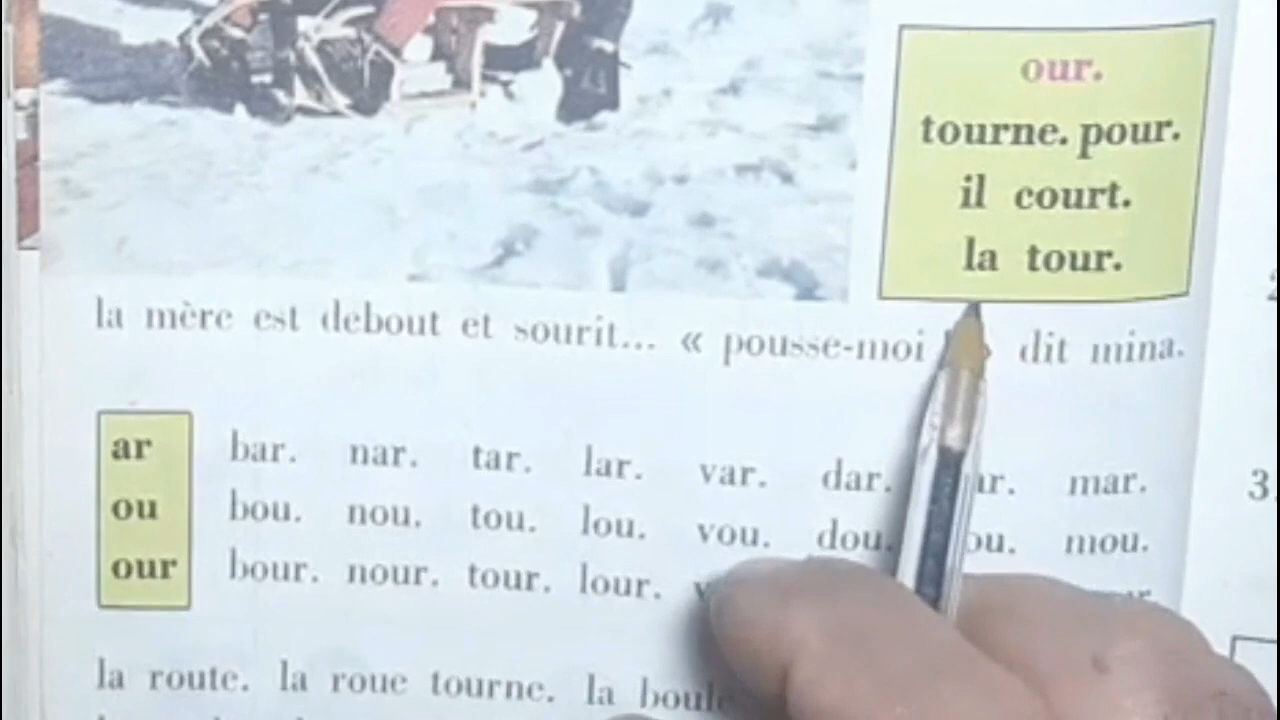 our.
tourne. pour.
il court.
la tour.
la mère est debout et sourit... « pousse-moi dit mina.
ar bar. nar. tar. lar. var. dar. mar.
ou bou. nou. tou. lou. vou. dou. mou.
our bour. nour. tour. lour.
3
la route. la roue tourne. la boule